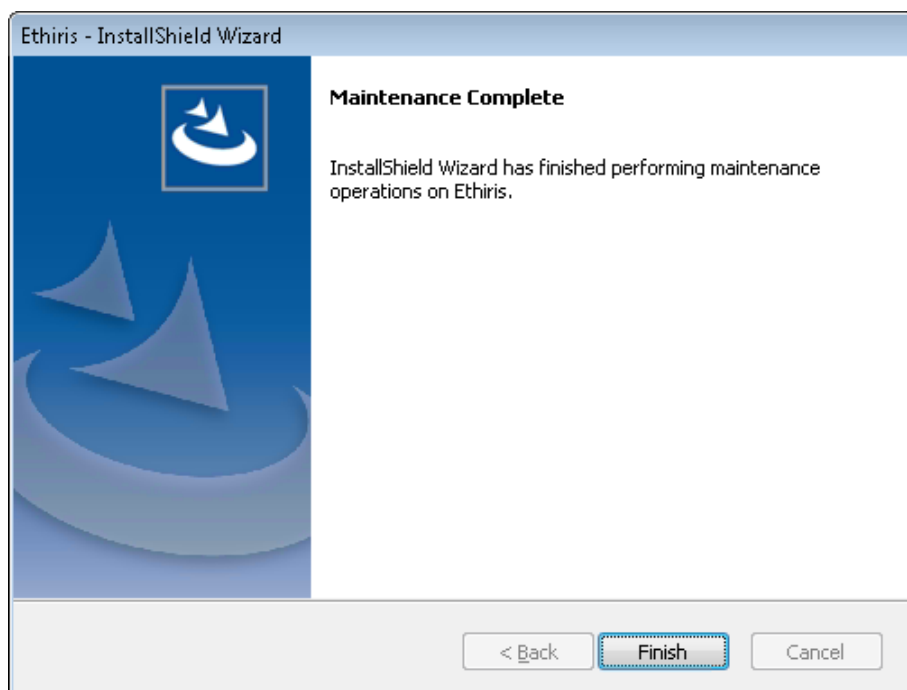 Ethiris - InstallShield Wizard
Maintenance Complete
InstallShield Wizard has finished performing maintenance
operations on Ethiris.
< Back
Finish
Cancel